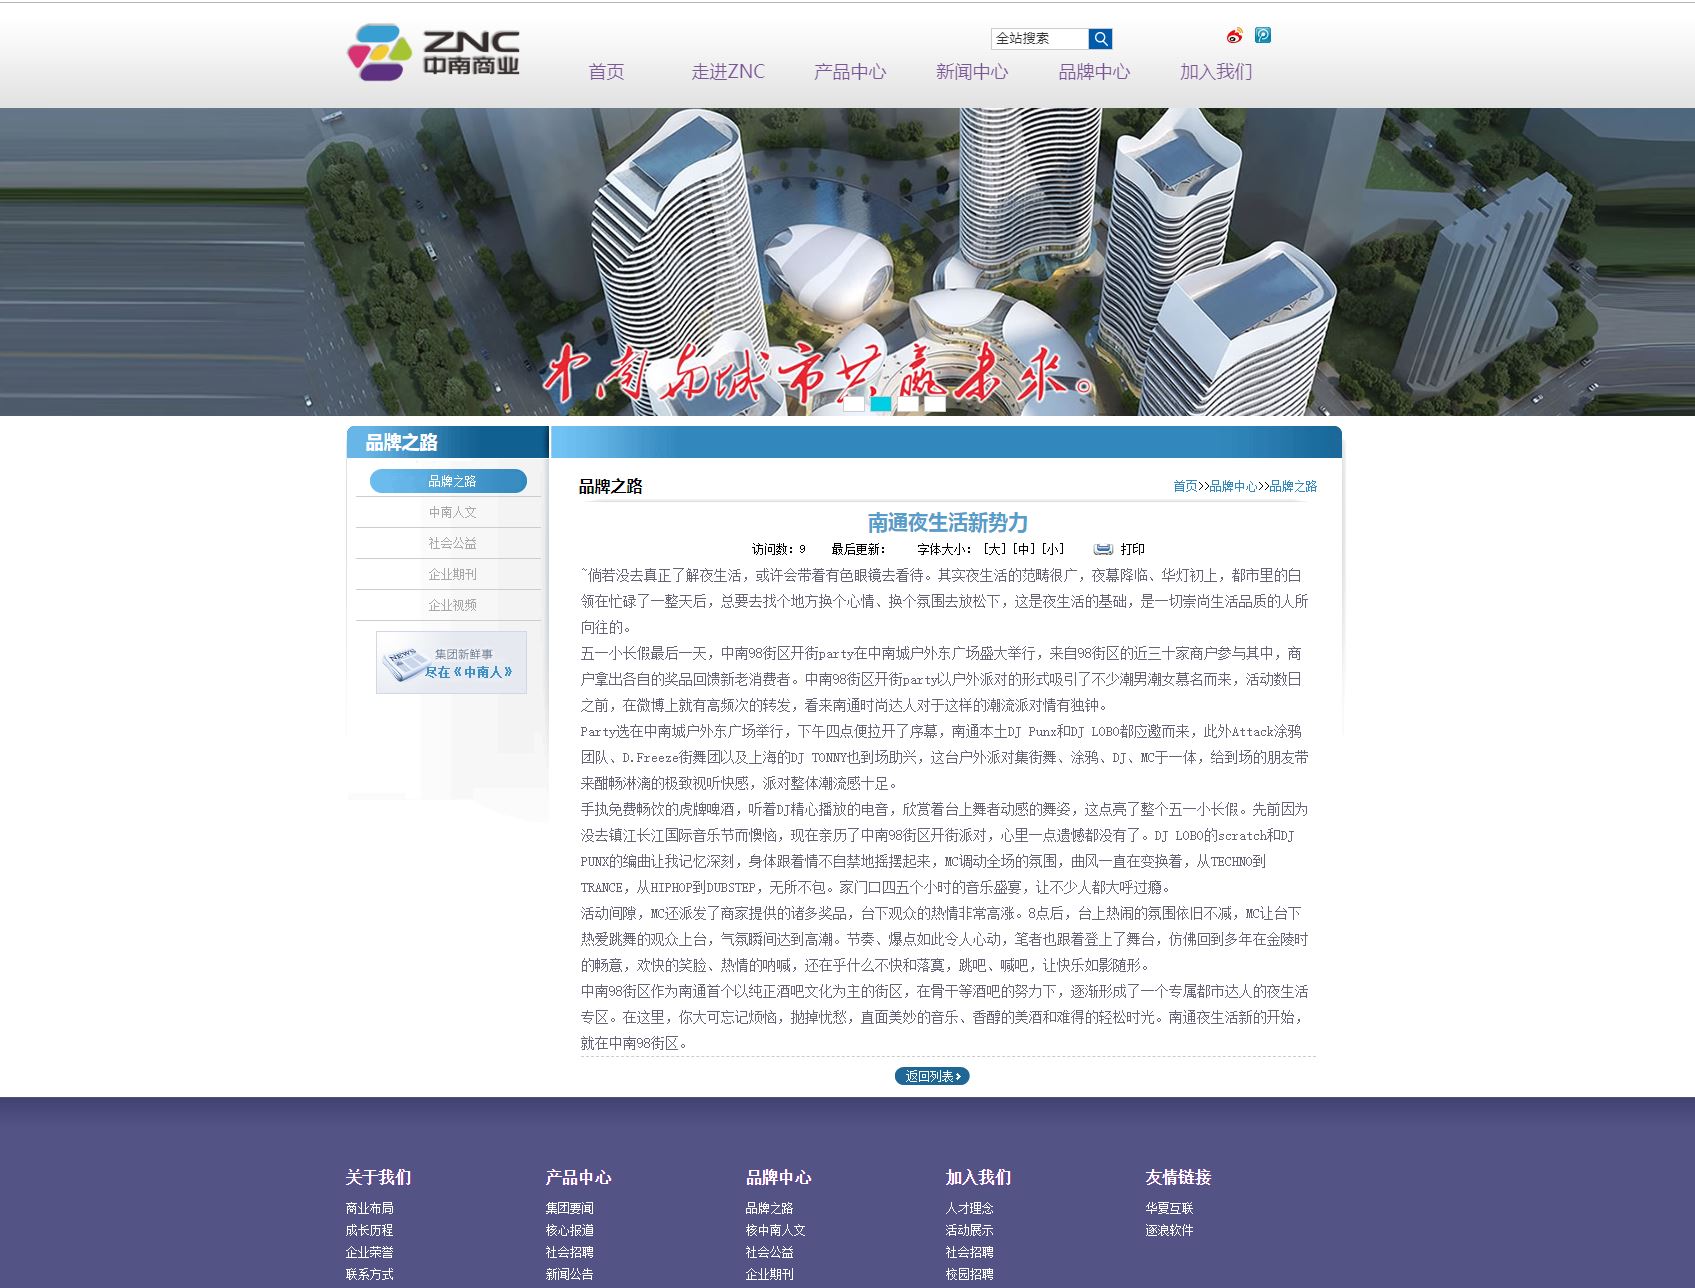 ZNC
中南商业
全站搜索
首页 走进ZNC 产品中心 新闻中心 品牌中心 加入我们
中南与城市共赢未来。
品牌之路
品牌之路
中南人文
社会公益
企业期刊
企业视频
NEWS
集团新鲜事
尽在《中南人》
品牌之路 首页>>品牌中心>>品牌之路
南通夜生活新势力
访问数：9 最后更新： 字体大小： [大] [中] [小] 打印
~倘若没去真正了解夜生活，或许会带着有色眼镜去看待。其实夜生活的范畴很广，夜幕降临、华灯初上，都市里的白
领在忙碌了一整天后，总要去找个地方换个心情、换个氛围去放松下，这是夜生活的基础，是一切崇尚生活品质的人所
向往的。
五一小长假最后一天，中南98街区开街party在中南城户外东广场盛大举行，来自98街区的近三十家商户参与其中，商
户拿出各自的奖品回馈新老消费者。中南98街区开街party以户外派对的形式吸引了不少潮男潮女慕名而来，活动数日
之前，在微博上就有高频次的转发，看来南通时尚达人对于这样的潮流派对情有独钟。
Party选在中南城户外东广场举行，下午四点便拉开了序幕，南通本土DJ Punx和DJ LOBO都应邀而来，此外Attack涂鸦
团队、D.Freeze街舞团以及上海的DJ TONNY也到场助兴，这台户外派对集街舞、涂鸦、DJ、MC于一体，给到场的朋友带
来酣畅淋漓的极致视听快感，派对整体潮流感十足。
手执免费畅饮的虎牌啤酒，听着DJ精心播放的电音，欣赏着台上舞者动感的舞姿，这点亮了整个五一小长假。先前因为
没去镇江长江国际音乐节而懊恼，现在亲历了中南98街区开街派对，心里一点遗憾都没有了。DJ LOBO的scratch和DJ
PUNX的编曲让我记忆深刻，身体跟着情不自禁地摇摆起来，MC调动全场的氛围，曲风一直在变换着，从TECHNO到
TRANCE，从HIPHOP到DUBSTEP，无所不包。家门口四五个小时的音乐盛宴，让不少人都大呼过瘾。
活动间隙，MC还派发了商家提供的诸多奖品，台下观众的热情非常高涨。8点后，台上热闹的氛围依旧不减，MC让台下
热爱跳舞的观众上台，气氛瞬间达到高潮。节奏、爆点如此令人心动，笔者也跟着登上了舞台，仿佛回到多年在金陵时
的畅意，欢快的笑脸、热情的呐喊，还在乎什么不快和落寞，跳吧、喊吧，让快乐如影随形。
中南98街区作为南通首个以纯正酒吧文化为主的街区，在骨干等酒吧的努力下，逐渐形成了一个专属都市达人的夜生活
专区。在这里，你大可忘记烦恼，抛掉忧愁，直面美妙的音乐、香醇的美酒和难得的轻松时光。南通夜生活新的开始，
就在中南98街区。
返回列表
关于我们 产品中心 品牌中心 加入我们 友情链接
商业布局 集团要闻 品牌之路 人才理念 华夏互联
成长历程 核心报道 核中南人文 活动展示 逐浪软件
企业荣誉 社会招聘 社会公益 社会招聘
联系方式 新闻公告 企业期刊 校园招聘